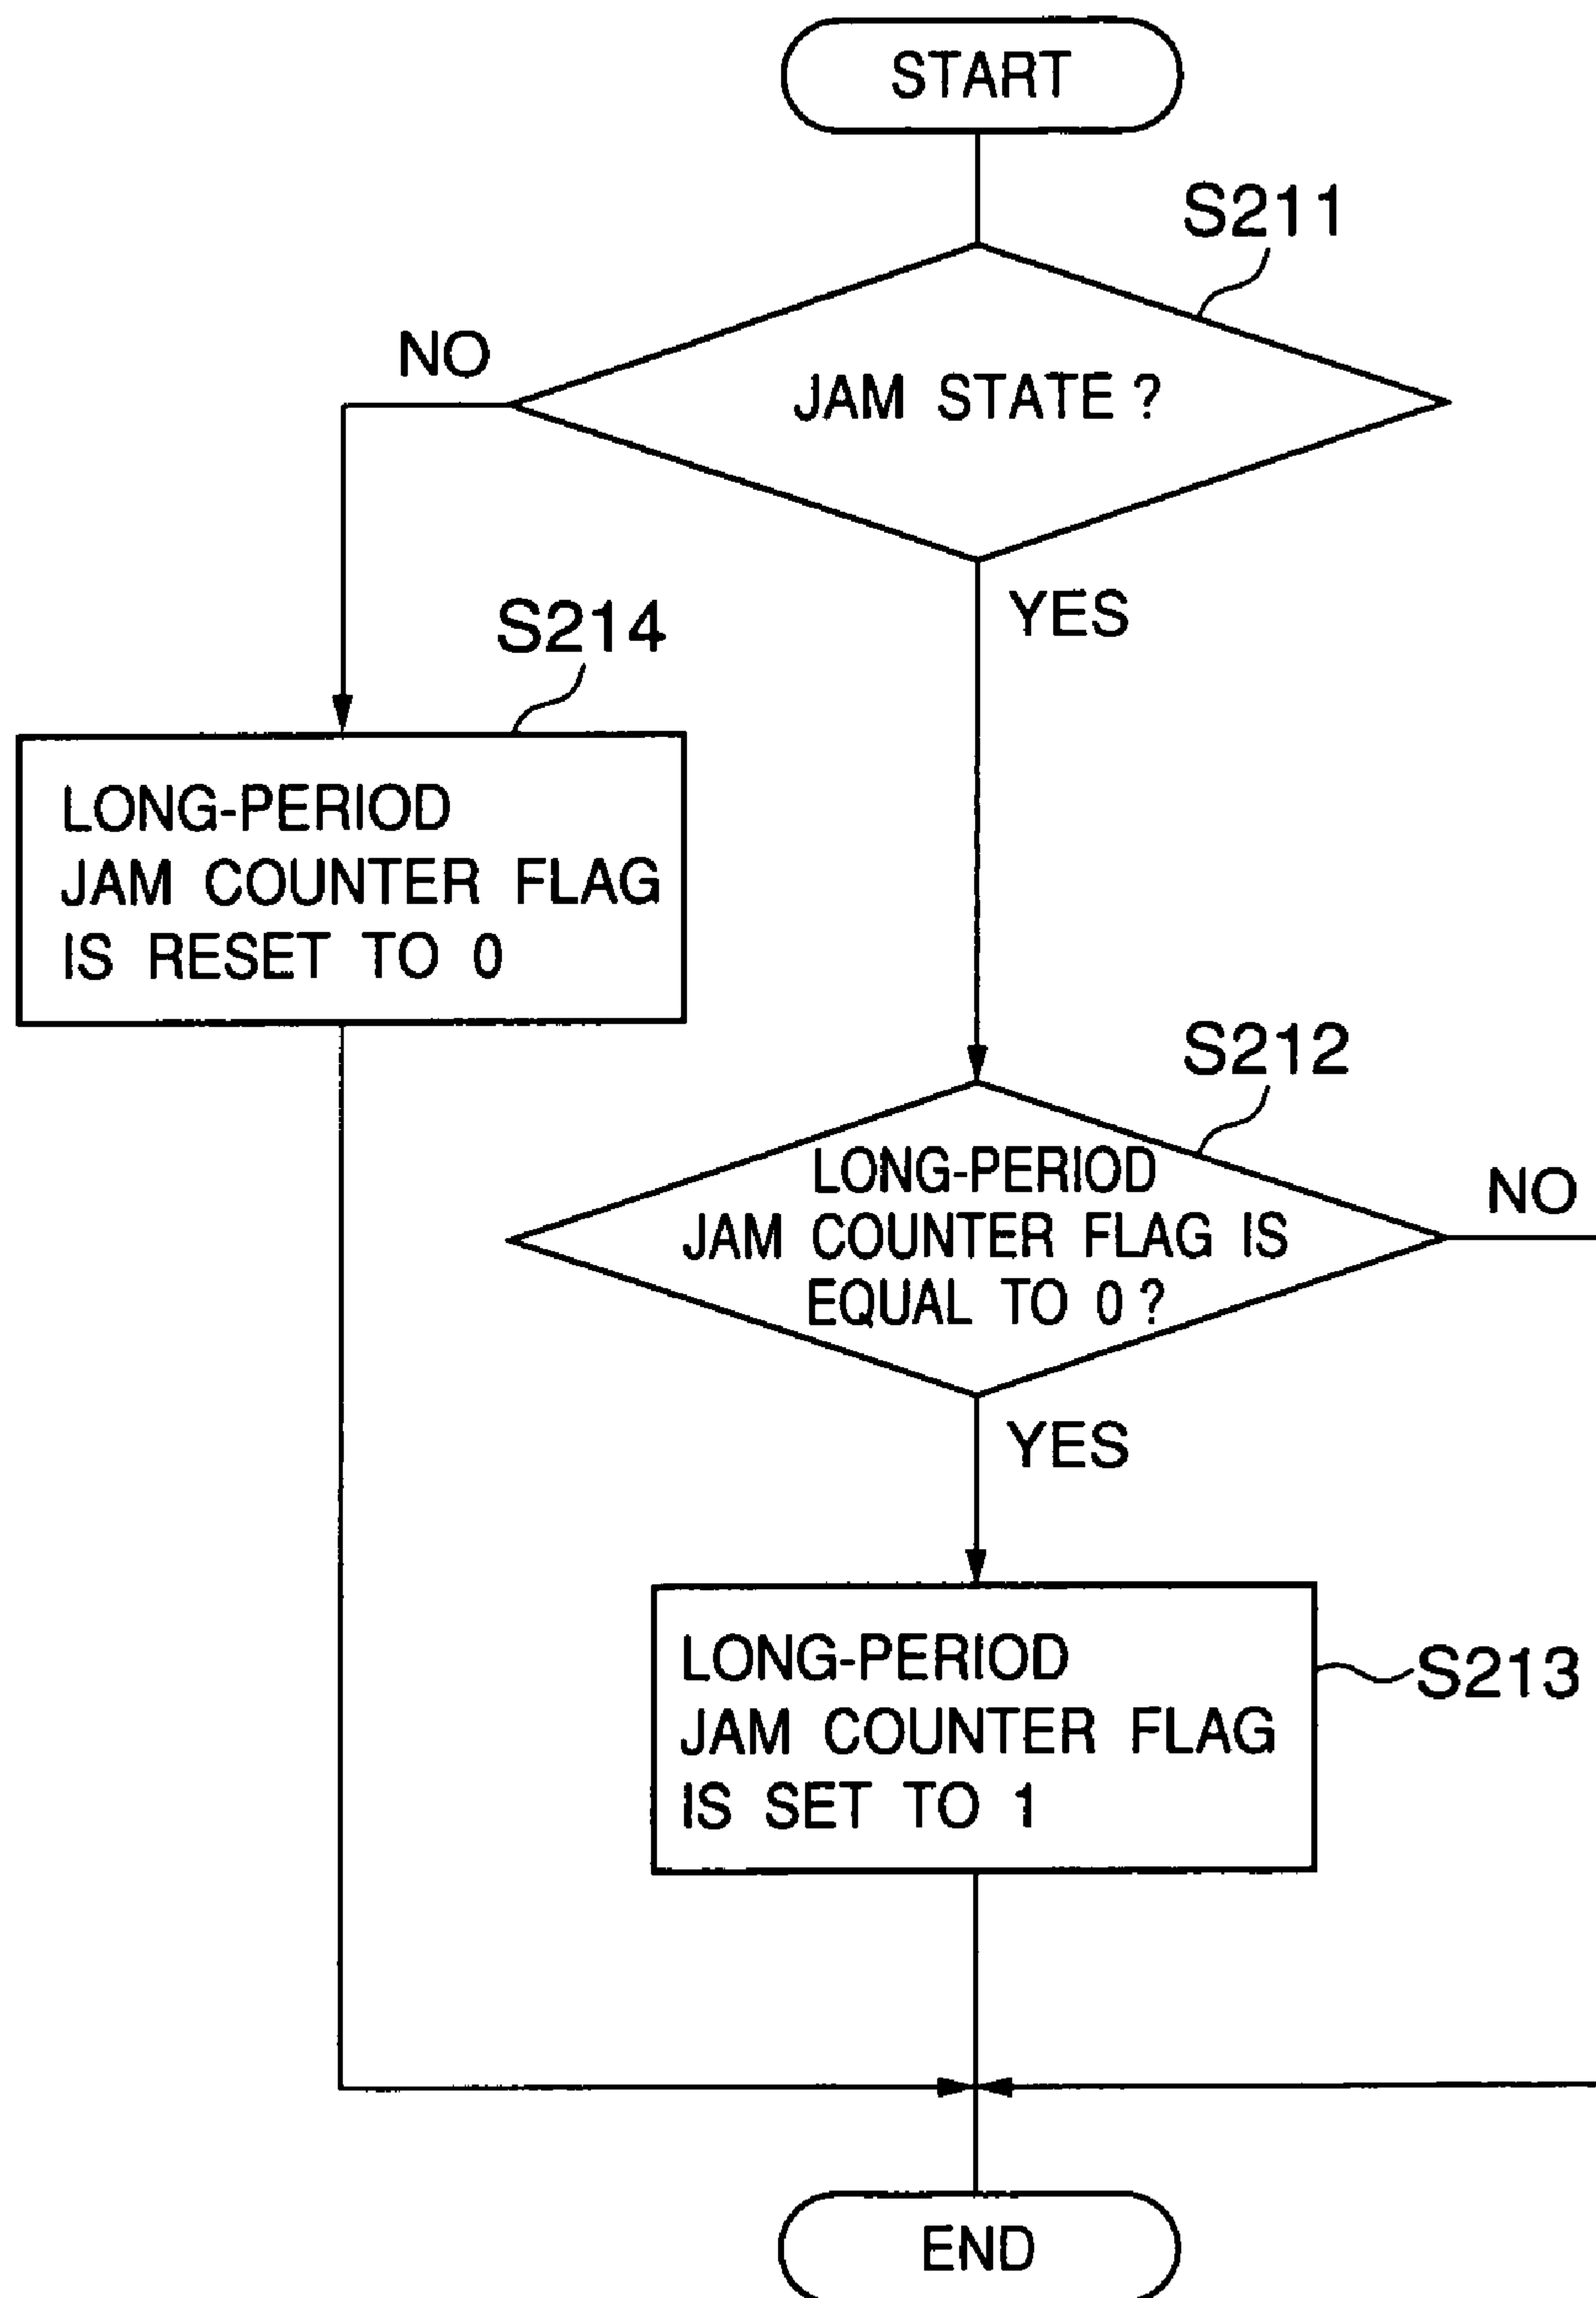 START
S211
NO
JAM STATE ?
YES
S214
LONG-PERIOD
JAM COUNTER FLAG
IS RESET TO 0
S212
LONG-PERIOD
JAM COUNTER FLAG IS
EQUAL TO 0 ?
NO
YES
LONG-PERIOD
JAM COUNTER FLAG
IS SET TO 1
S213
END